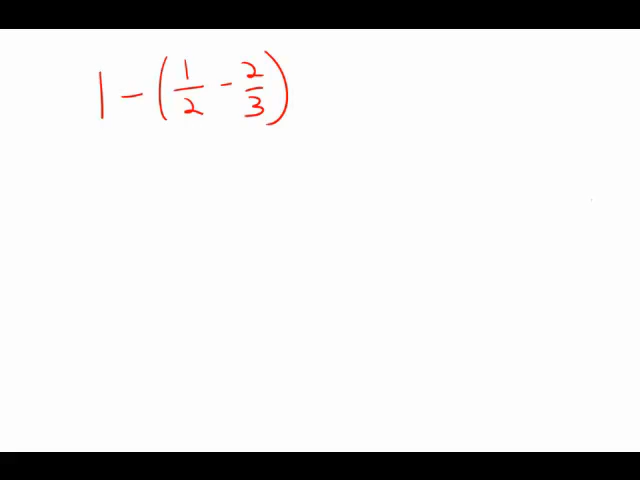 1 - (1/2 - 2/3)